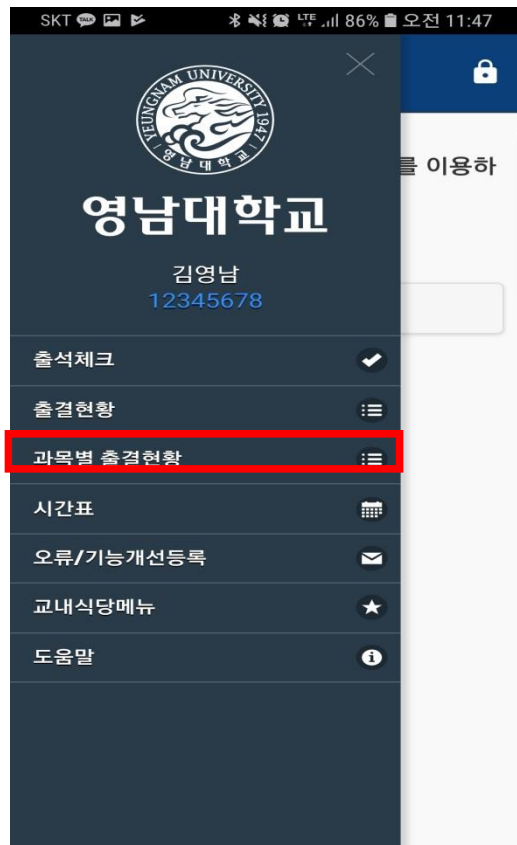 SKT TALK LTE 86% 오전 11:47
YEUNGNAM UNIVERSITY 1947
영남대학교
영남대학교
를 이용하
김영남
12345678
출석체크
출결현황
과목별 출결현황
시간표
오류/기능개선등록
교내식당메뉴
도움말